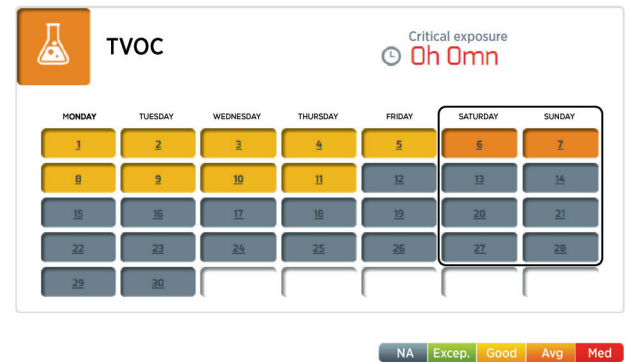 TVOC
Critical exposure
0h 0mn
MONDAY TUESDAY WEDNESDAY THURSDAY FRIDAY SATURDAY SUNDAY
1 2 3 4 5 6 7
8 9 10 11 12 13 14
15 16 17 18 19 20 21
22 23 24 25 26 27 28
29 30
NA Excep. Good Avg Med